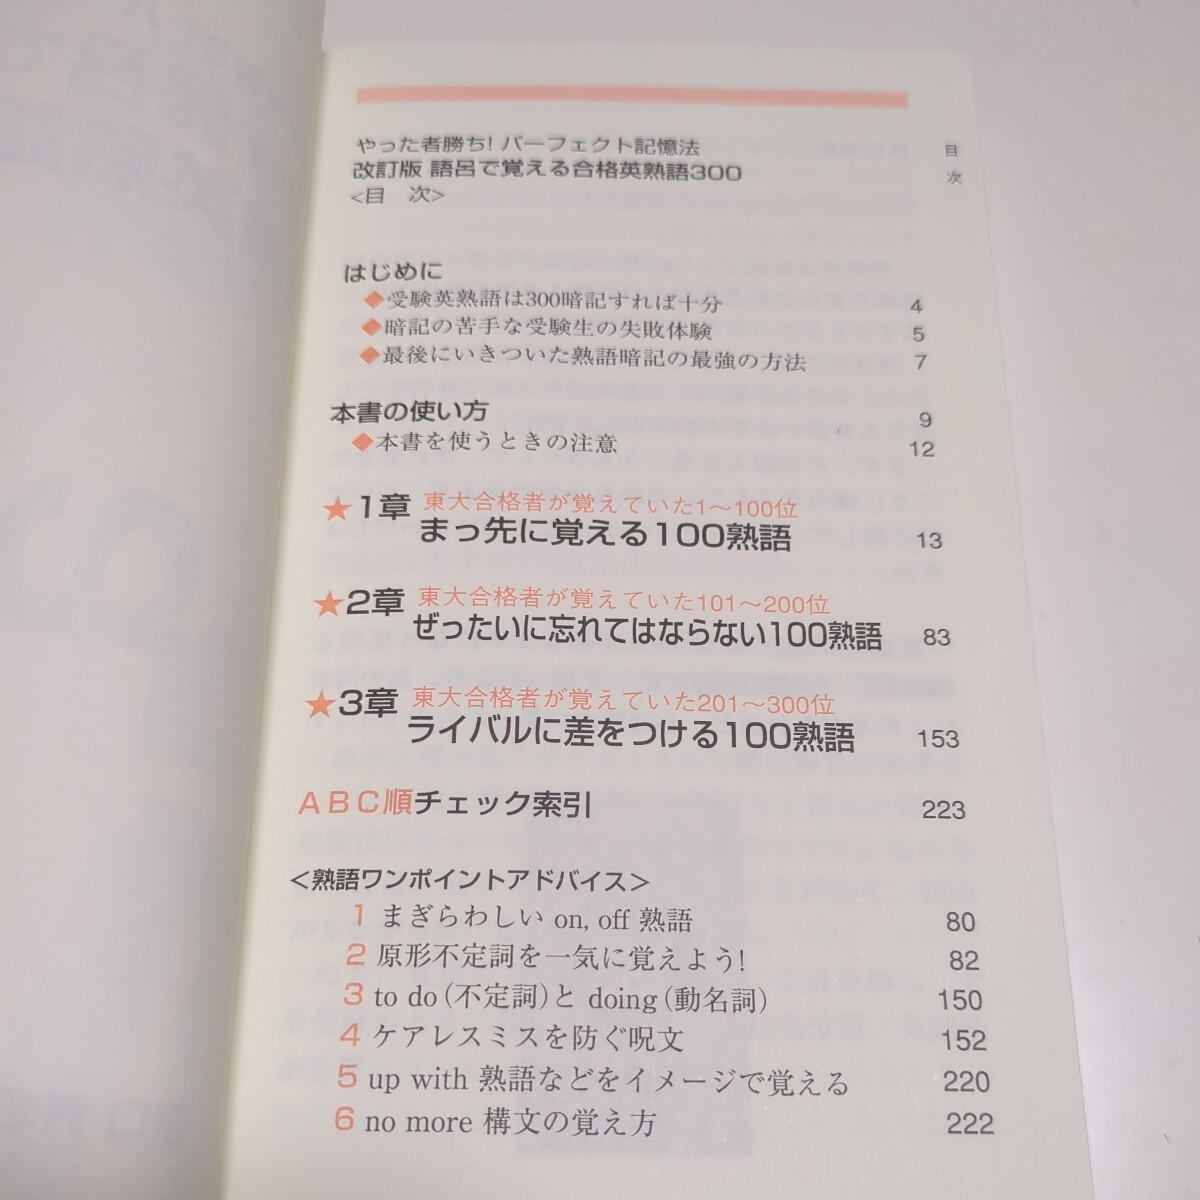 やった者勝ち! パーフェクト記憶法
改訂版 語呂で覚える合格英熟語300
<目 次>
目次
はじめに
◆受験英熟語は300暗記すれば十分 4
◆暗記の苦手な受験生の失敗体験 5
◆最後にいきついた熟語暗記の最強の方法 7
本書の使い方 9
◆本書を使うときの注意 12
★1章 東大合格者が覚えていた1～100位
まっ先に覚える100熟語 13
★2章 東大合格者が覚えていた101～200位
ぜったいに忘れてはならない100熟語 83
★3章 東大合格者が覚えていた201～300位
ライバルに差をつける100熟語 153
ABC順チェック索引 223
<熟語ワンポイントアドバイス>
1 まぎらわしい on, off 熟語 80
2 原形不定詞を一気に覚えよう! 82
3 to do (不定詞) と doing (動名詞) 150
4 ケアレスミスを防ぐ呪文 152
5 up with 熟語などをイメージで覚える 220
6 no more 構文の覚え方 222